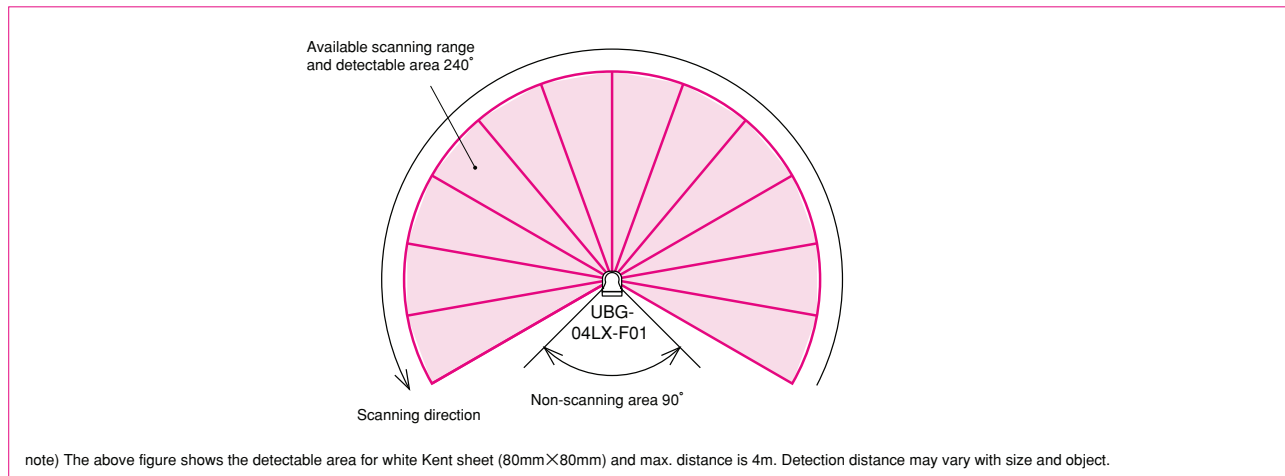 Available scanning range
and detectable area 240°
UBG-
04LX-F01
Non-scanning area 90°
Scanning direction
note) The above figure shows the detectable area for white Kent sheet (80mm×80mm) and max. distance is 4m. Detection distance may vary with size and object.